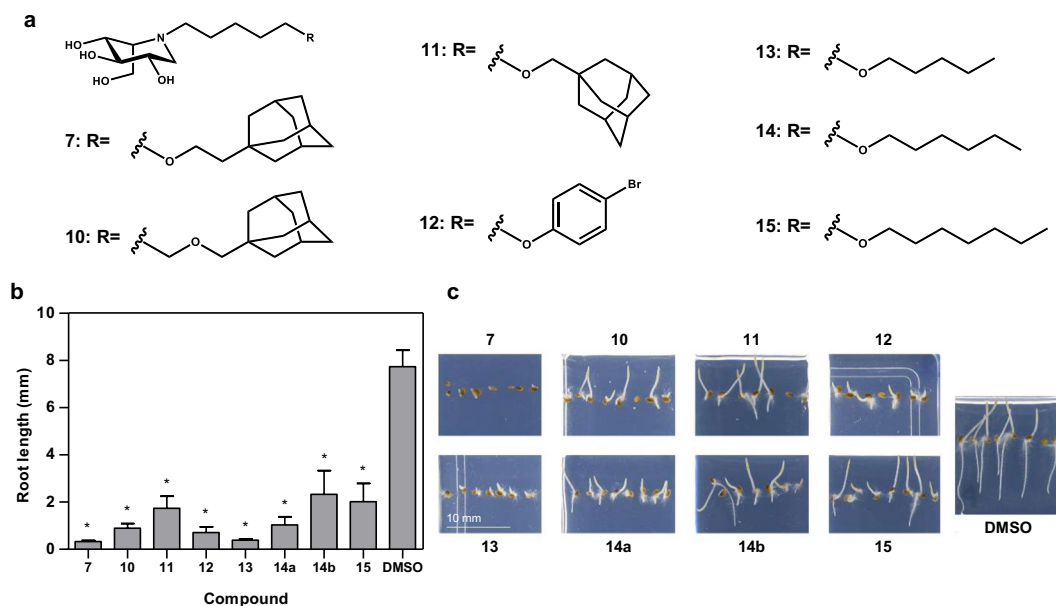 a
N
R
HO
HO
HO
OH
7: R=
O
10: R=
O
11: R=
O
12: R=
O
Br
13: R=
O
14: R=
O
15: R=
O
b
10
8
6
4
2
0
Root length (mm)
* * * * * * * *
7 10 11 12 13 14a 14b 15 DMSO
Compound
c
7 10 11 12
10 mm
13 14a 14b 15
DMSO